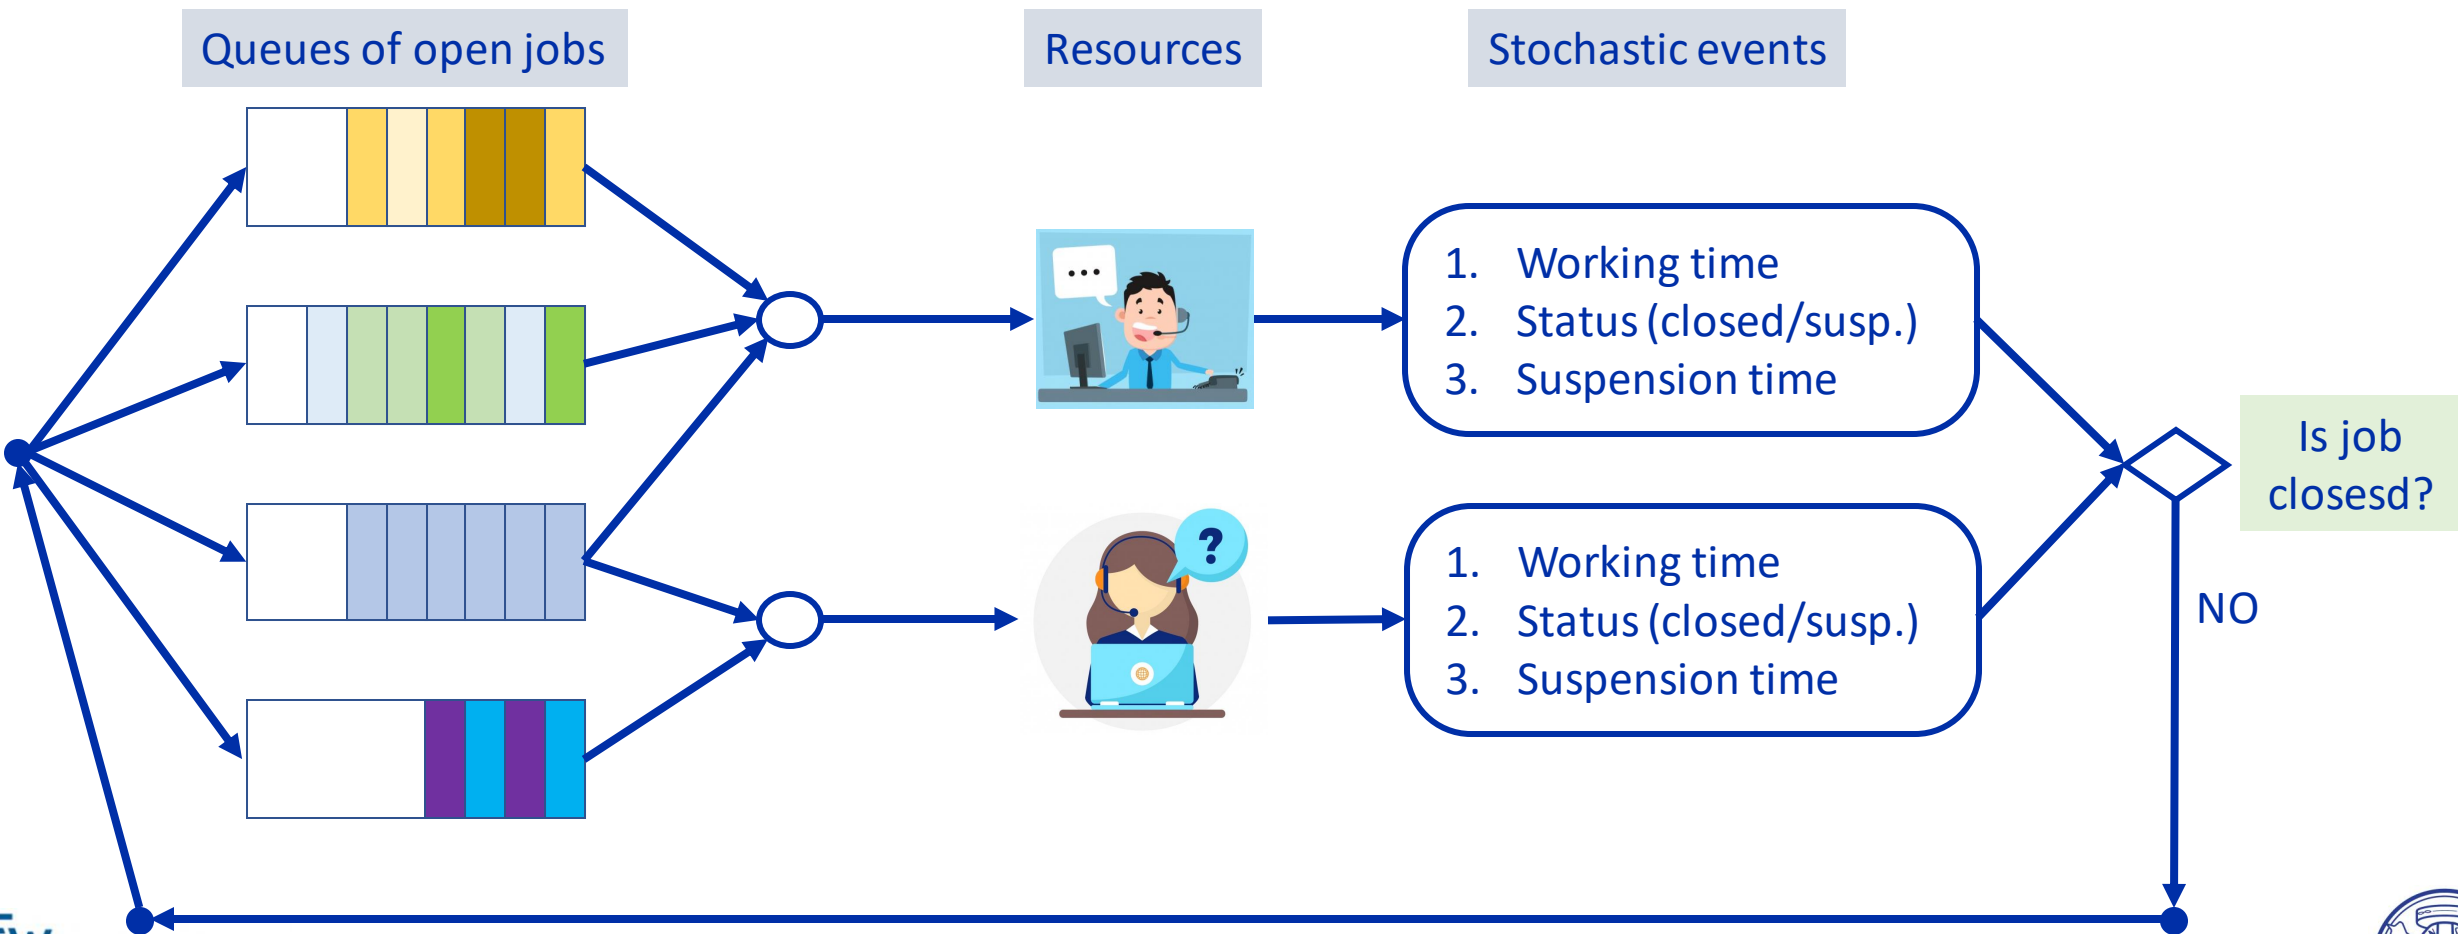 Queues of open jobs
Resources
Stochastic events
1. Working time
2. Status (closed/susp.)
3. Suspension time
Is job
closesd?
?
1. Working time
2. Status (closed/susp.)
3. Suspension time
NO